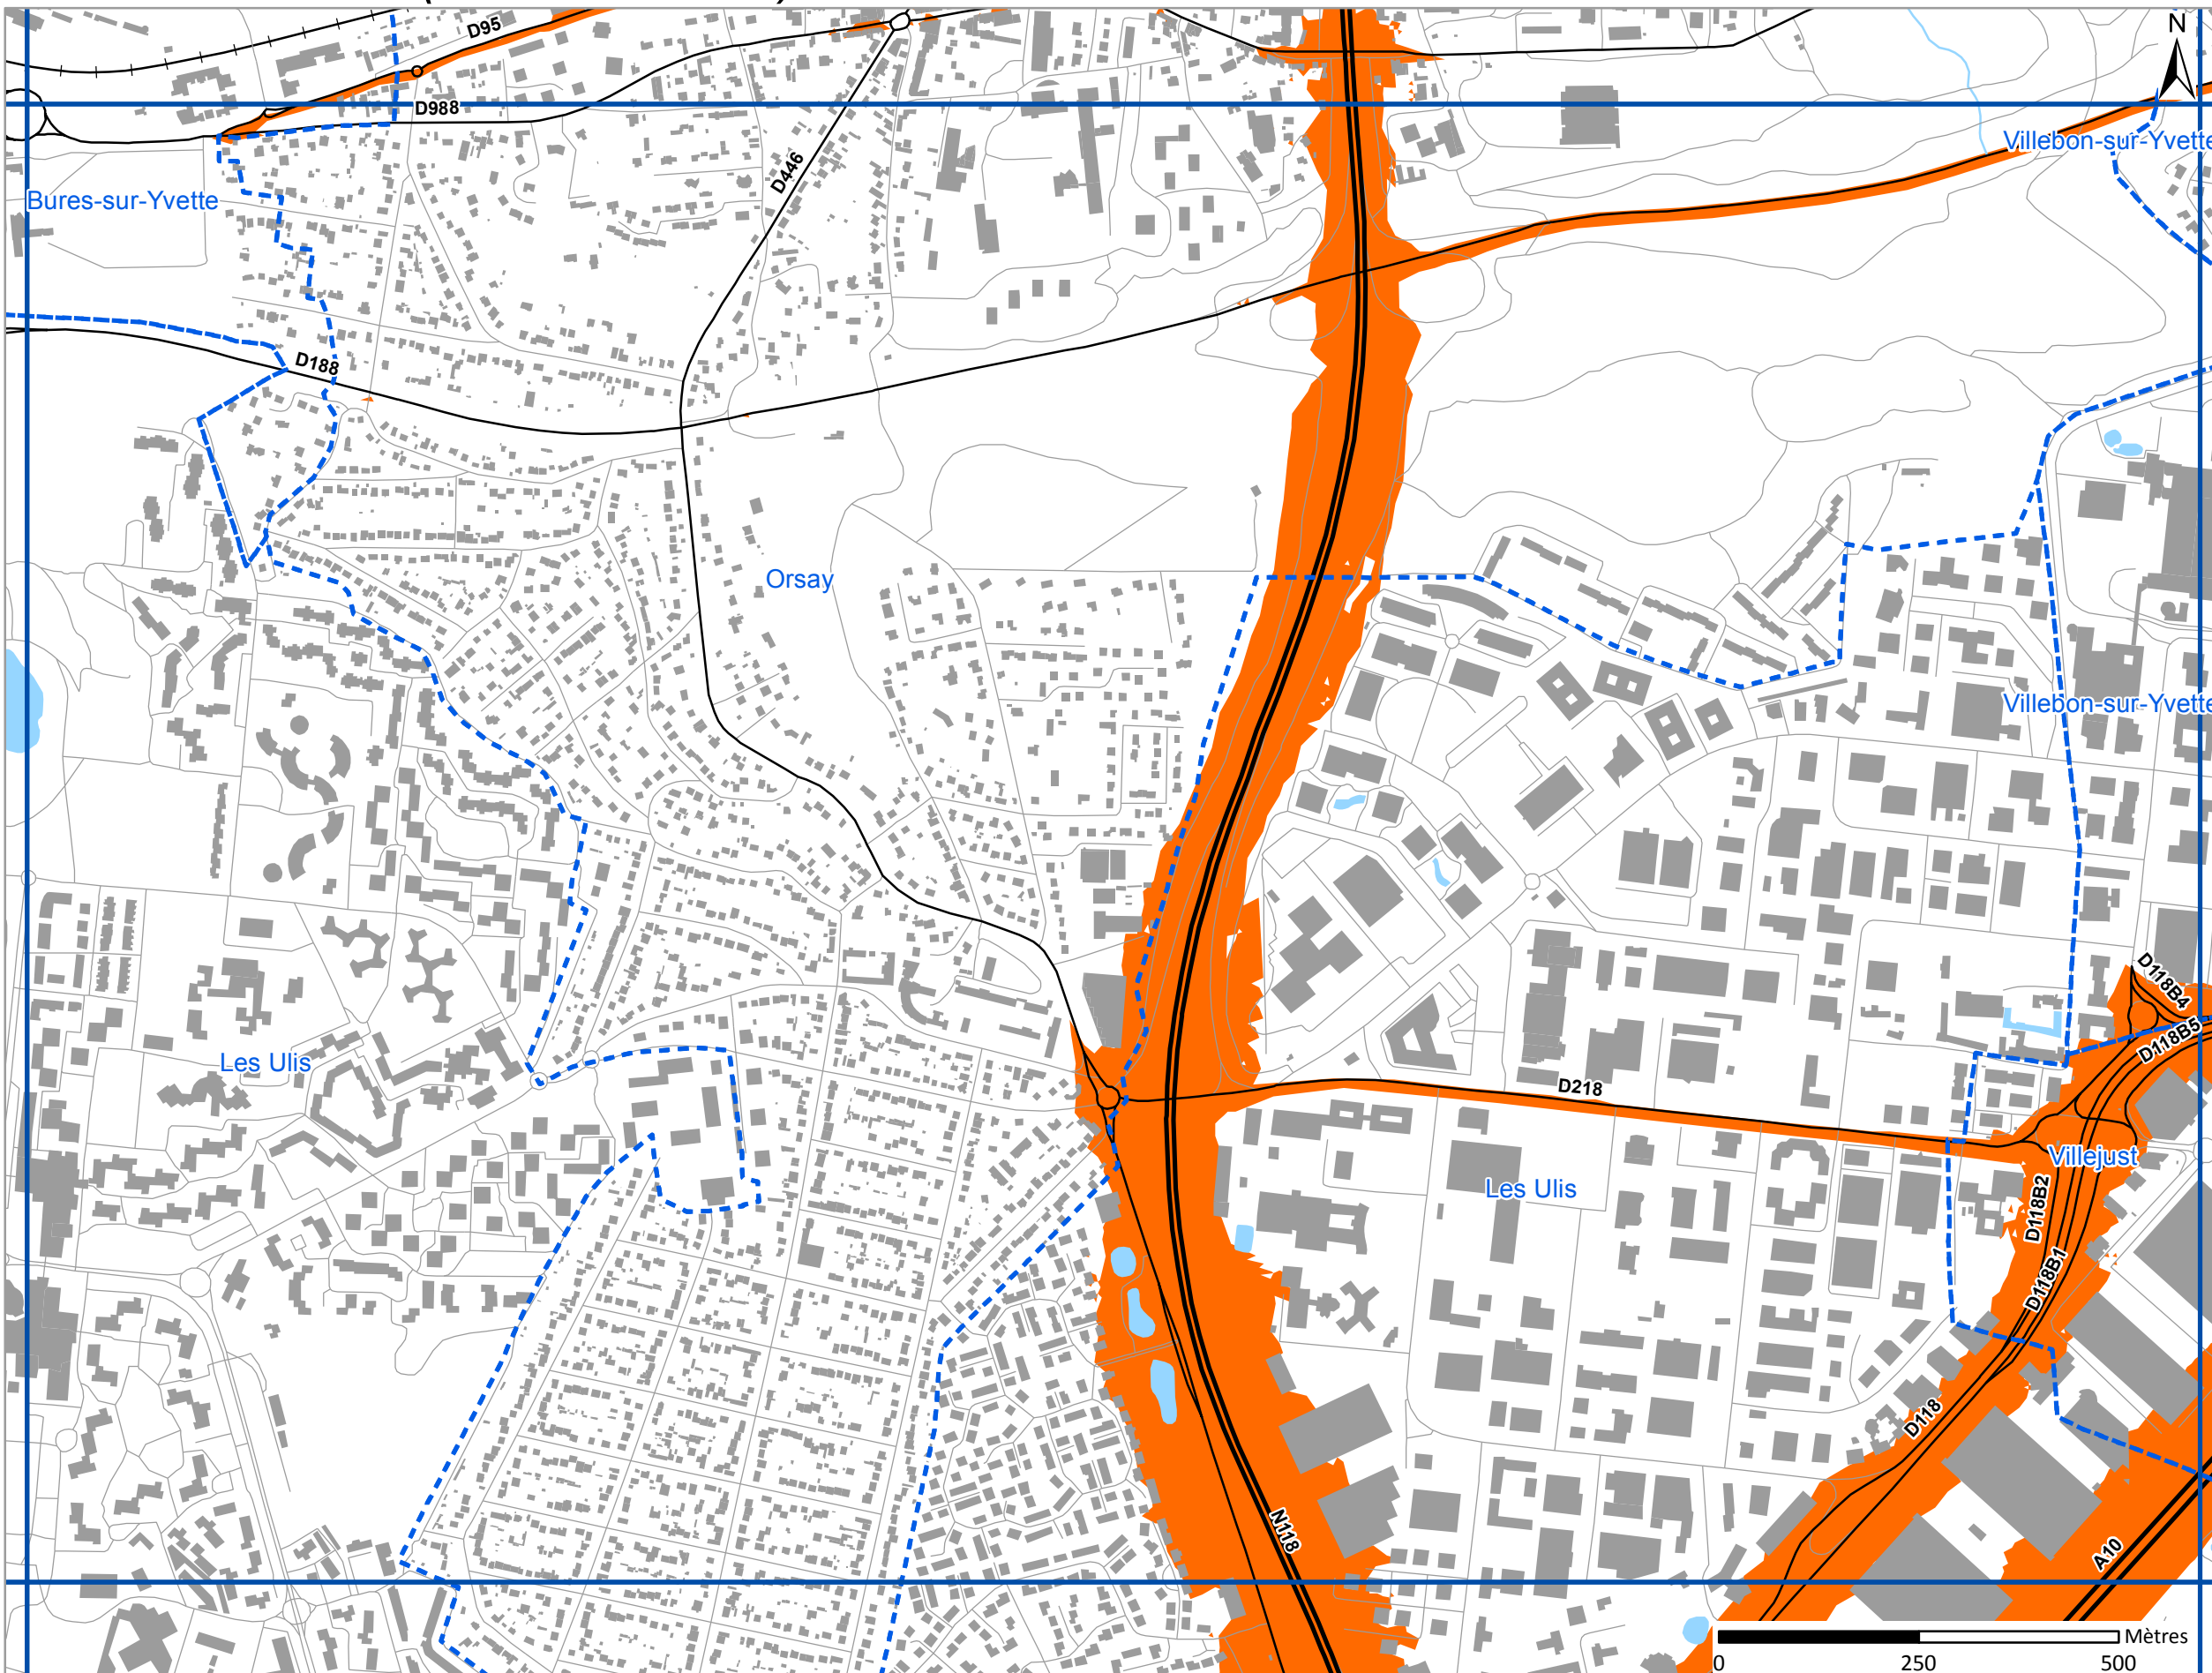 D95
N
D988
Villebon-sur-Yvette
D446
Bures-sur-Yvette
D188
Orsay
Villebon-sur-Yvette
D118B4
D118B5
Les Ulis
D218
Villejust
Les Ulis
D118B2
D118B1
D118
N118
A10
Mètres
0 250 500